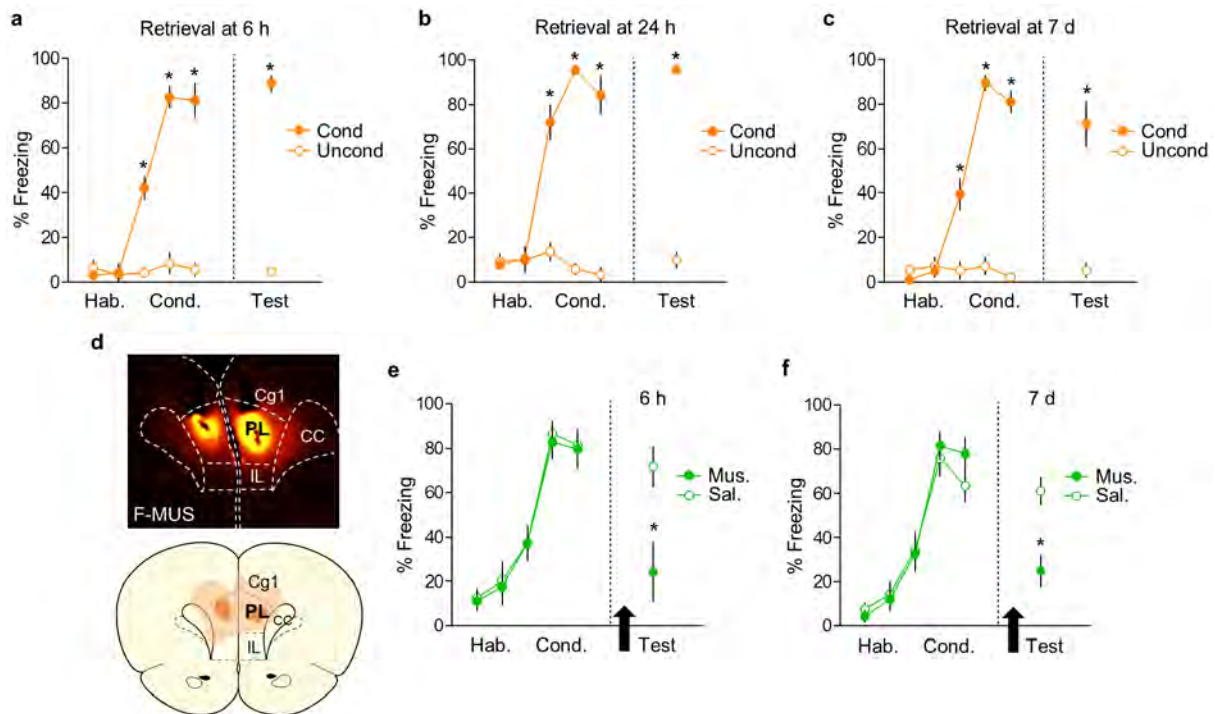 a
Retrieval at 6 h
100
80
60
40
20
0
% Freezing
*
*
*
*
Cond
Uncond
Hab. Cond. Test
b
Retrieval at 24 h
100
80
60
40
20
0
% Freezing
*
*
*
*
Cond
Uncond
Hab. Cond. Test
c
Retrieval at 7 d
100
80
60
40
20
0
% Freezing
*
*
*
*
Cond
Uncond
Hab. Cond. Test
d
Cg1
PL
CC
IL
F-MUS
Cg1
PL
CC
IL
e
6 h
100
80
60
40
20
0
% Freezing
Mus.
Sal.
*
Hab. Cond. Test
f
7 d
100
80
60
40
20
0
% Freezing
Mus.
Sal.
*
Hab. Cond. Test